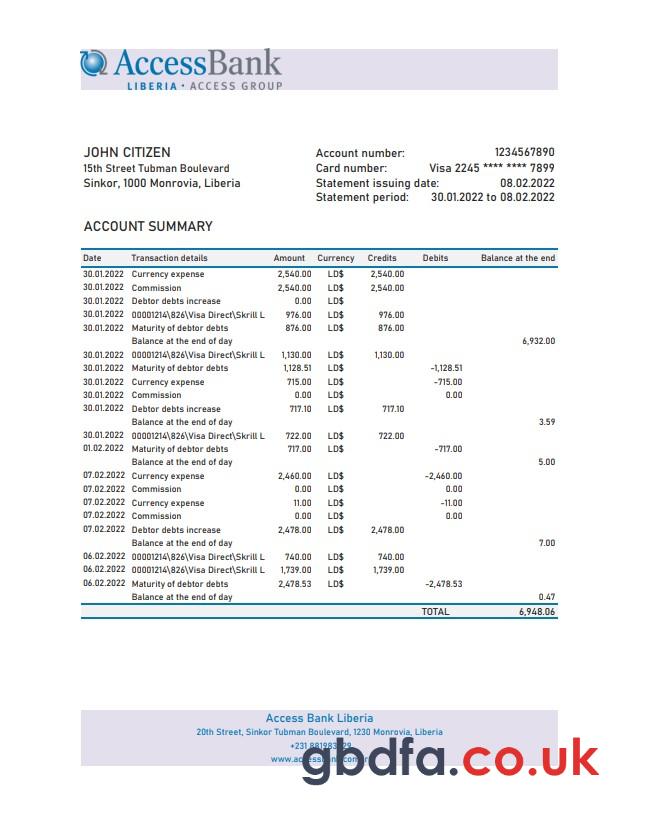 AccessBank
LIBERIA • ACCESS GROUP
JOHN CITIZEN
15th Street Tubman Boulevard
Sinkor, 1000 Monrovia, Liberia
Account number: 1234567890
Card number: Visa 2245 **** **** 7899
Statement issuing date: 08.02.2022
Statement period: 30.01.2022 to 08.02.2022
ACCOUNT SUMMARY
Date Transaction details Amount Currency Credits Debits Balance at the end
30.01.2022 Currency expense 2,540.00 LD$ 2,540.00
30.01.2022 Commission 2,540.00 LD$ 2,540.00
30.01.2022 Debtor debts increase 0.00 LD$
30.01.2022 00001214\826\Visa Direct\Skrill L 976.00 LD$ 976.00
30.01.2022 Maturity of debtor debts 876.00 LD$ 876.00
Balance at the end of day 6,932.00
30.01.2022 00001214\826\Visa Direct\Skrill L 1,130.00 LD$ 1,130.00
30.01.2022 Maturity of debtor debts 1,128.51 LD$ -1,128.51
30.01.2022 Currency expense 715.00 LD$ -715.00
30.01.2022 Commission 0.00 LD$ 0.00
30.01.2022 Debtor debts increase 717.10 LD$ 717.10
Balance at the end of day 3.59
30.01.2022 00001214\826\Visa Direct\Skrill L 722.00 LD$ 722.00
01.02.2022 Maturity of debtor debts 717.00 LD$ -717.00
Balance at the end of day 5.00
07.02.2022 Currency expense 2,460.00 LD$ -2,460.00
07.02.2022 Commission 0.00 LD$ 0.00
07.02.2022 Currency expense 11.00 LD$ -11.00
07.02.2022 Commission 0.00 LD$ 0.00
07.02.2022 Debtor debts increase 2,478.00 LD$ 2,478.00
Balance at the end of day 7.00
06.02.2022 00001214\826\Visa Direct\Skrill L 740.00 LD$ 740.00
06.02.2022 00001214\826\Visa Direct\Skrill L 1,739.00 LD$ 1,739.00
06.02.2022 Maturity of debtor debts 2,478.53 LD$ -2,478.53
Balance at the end of day 0.47
TOTAL 6,948.06
Access Bank Liberia
20th Street, Sinkor Tubman Boulevard, 1230 Monrovia, Liberia
+231
gbdfa.co.uk